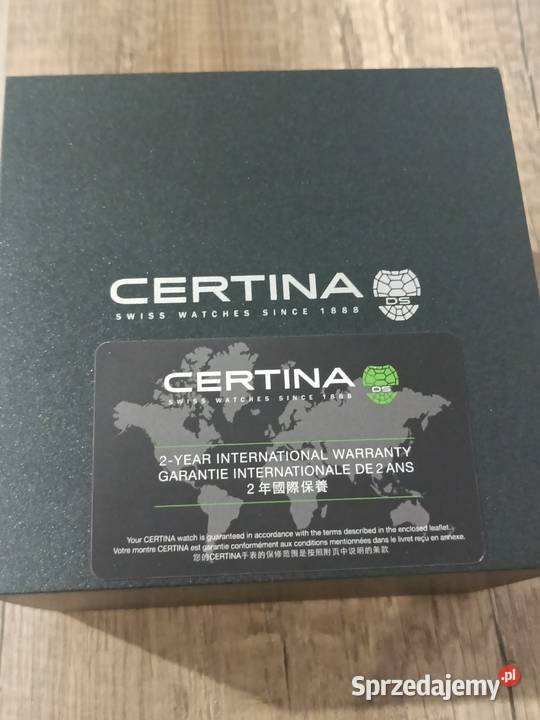 CERTINA DS
SWISS WATCHES SINCE 1888
CERTINA DS
SWISS WATCHES SINCE 1888
2-YEAR INTERNATIONAL WARRANTY
GARANTIE INTERNATIONALE DE 2 ANS
2 年國際保養
Your CERTINA watch is guaranteed in accordance with the terms described in the enclosed leaflet.
Votre montre CERTINA est garantie conformément aux conditions mentionnées dans le livret reçu en annexe.
您的CERTINA手表的保修范围是按照附页中说明的条款
Sprzedajemy.pl